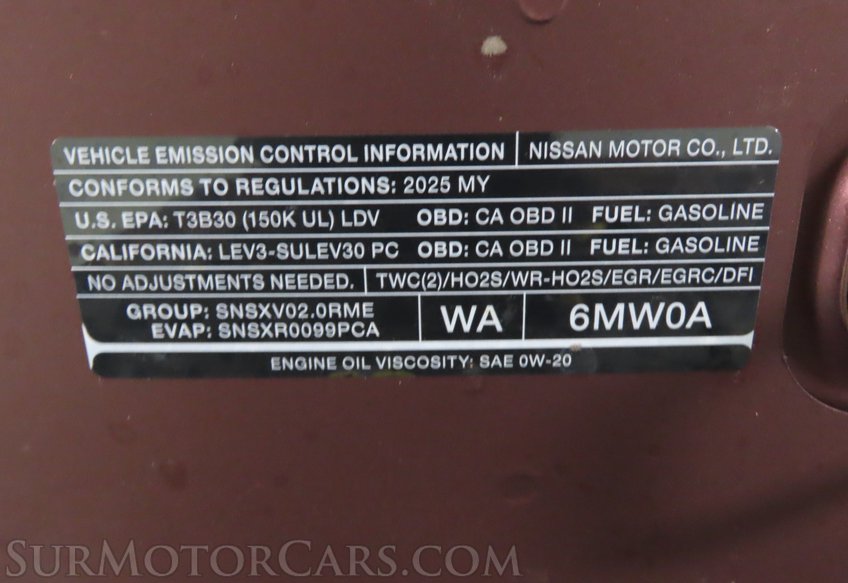 VEHICLE EMISSION CONTROL INFORMATION NISSAN MOTOR CO., LTD.
CONFORMS TO REGULATIONS: 2025 MY
U.S. EPA: T3B30 (150K UL) LDV OBD: CA OBD II FUEL: GASOLINE
CALIFORNIA: LEV3-SULEV30 PC OBD: CA OBD II FUEL: GASOLINE
NO ADJUSTMENTS NEEDED. TWC(2)/HO2S/WR-HO2S/EGR/EGRC/DFI
GROUP: SNSXV02.0RME
EVAP: SNSXR0099PCA
WA 6MW0A
ENGINE OIL VISCOSITY: SAE 0W-20
SurMotorCars.com